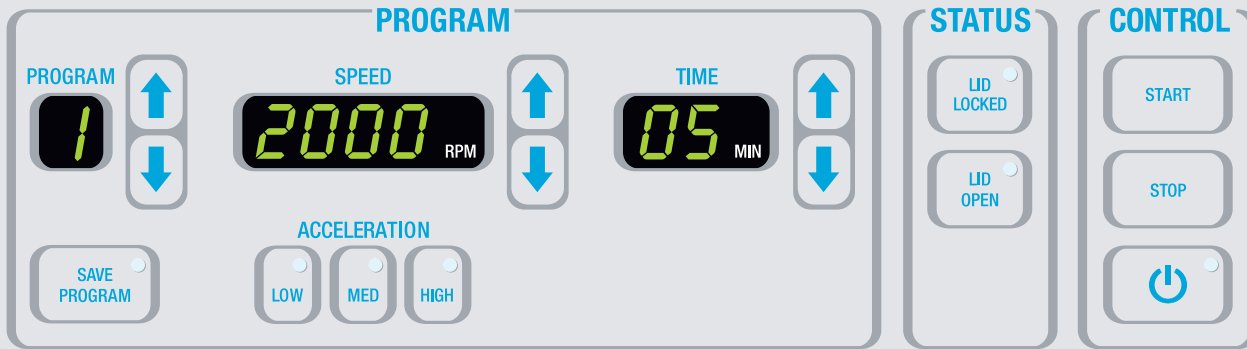 PROGRAM
STATUS
CONTROL
PROGRAM
SPEED
TIME
1
2000 RPM
05 MIN
LID
LOCKED
START
LID
OPEN
STOP
ACCELERATION
SAVE
PROGRAM
LOW
MED
HIGH